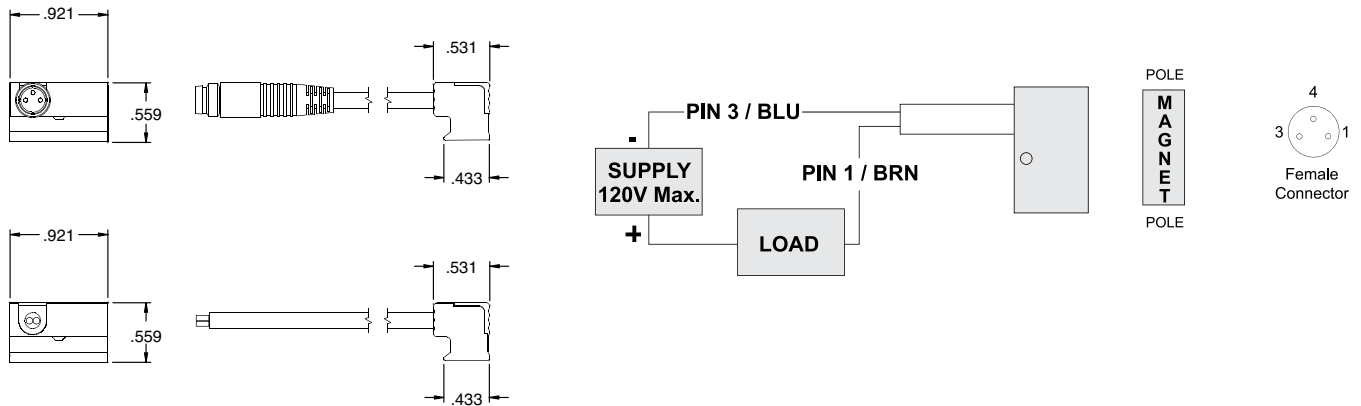 .921
.559
.531
.433
.921
.559
.531
.433
PIN 3 / BLU
-
SUPPLY
120V Max.
+
PIN 1 / BRN
LOAD
POLE
M
A
G
N
E
T
POLE
4
3
1
Female
Connector